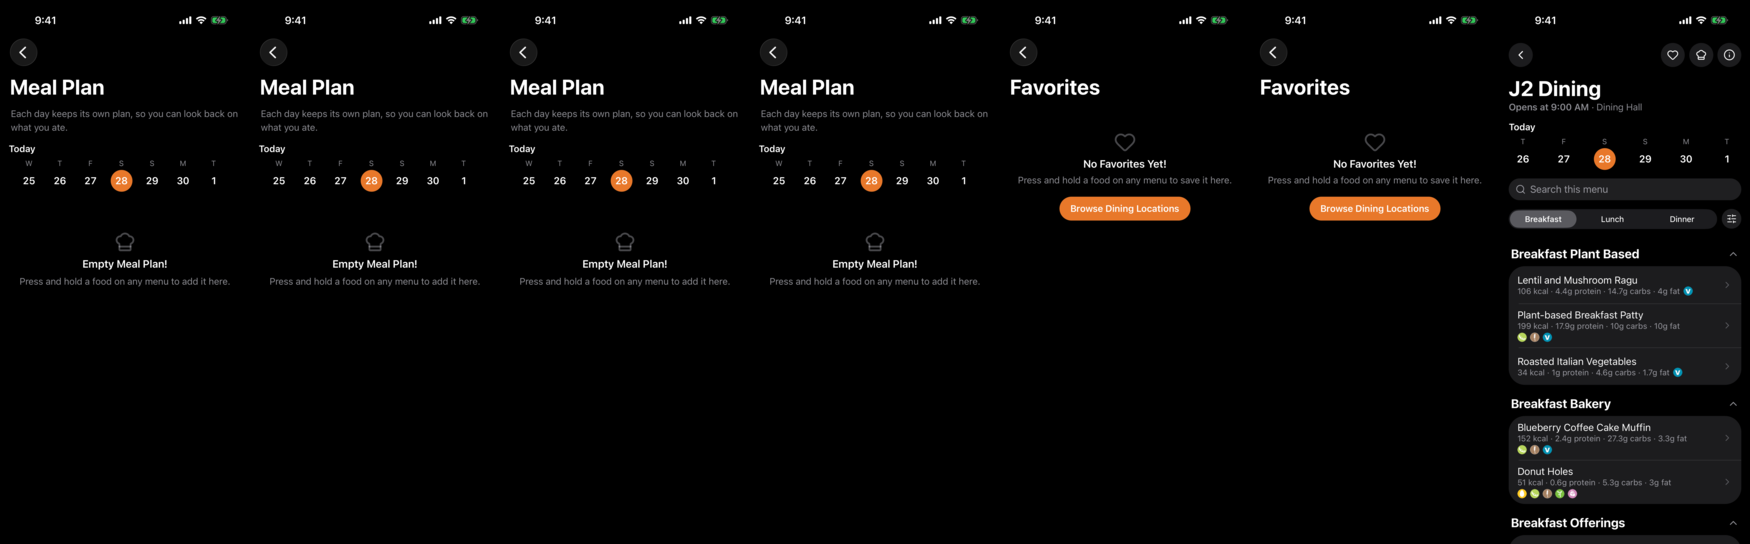 9:41
Meal Plan
Each day keeps its own plan, so you can look back on
what you ate.
Today
W T F S S M T
25 26 27 28 29 30 1
Empty Meal Plan!
Press and hold a food on any menu to add it here.
9:41
Meal Plan
Each day keeps its own plan, so you can look back on
what you ate.
Today
W T F S S M T
25 26 27 28 29 30 1
Empty Meal Plan!
Press and hold a food on any menu to add it here.
9:41
Meal Plan
Each day keeps its own plan, so you can look back on
what you ate.
Today
W T F S S M T
25 26 27 28 29 30 1
Empty Meal Plan!
Press and hold a food on any menu to add it here.
9:41
Meal Plan
Each day keeps its own plan, so you can look back on
what you ate.
Today
W T F S S M T
25 26 27 28 29 30 1
Empty Meal Plan!
Press and hold a food on any menu to add it here.
9:41
Favorites
No Favorites Yet!
Press and hold a food on any menu to save it here.
Browse Dining Locations
9:41
Favorites
No Favorites Yet!
Press and hold a food on any menu to save it here.
Browse Dining Locations
9:41
J2 Dining
Opens at 9:00 AM · Dining Hall
Today
T F S S M T
26 27 28 29 30 1
Search this menu
Breakfast Lunch Dinner
Breakfast Plant Based
Lentil and Mushroom Ragu
106 kcal · 4.4g protein · 14.7g carbs · 4g fat V
Plant-based Breakfast Patty
199 kcal · 17.9g protein · 10g carbs · 10g fat
V
Roasted Italian Vegetables
34 kcal · 1g protein · 4.6g carbs · 1.7g fat V
Breakfast Bakery
Blueberry Coffee Cake Muffin
152 kcal · 2.4g protein · 27.3g carbs · 3.3g fat
V
Donut Holes
51 kcal · 0.6g protein · 5.3g carbs · 3g fat
Breakfast Offerings